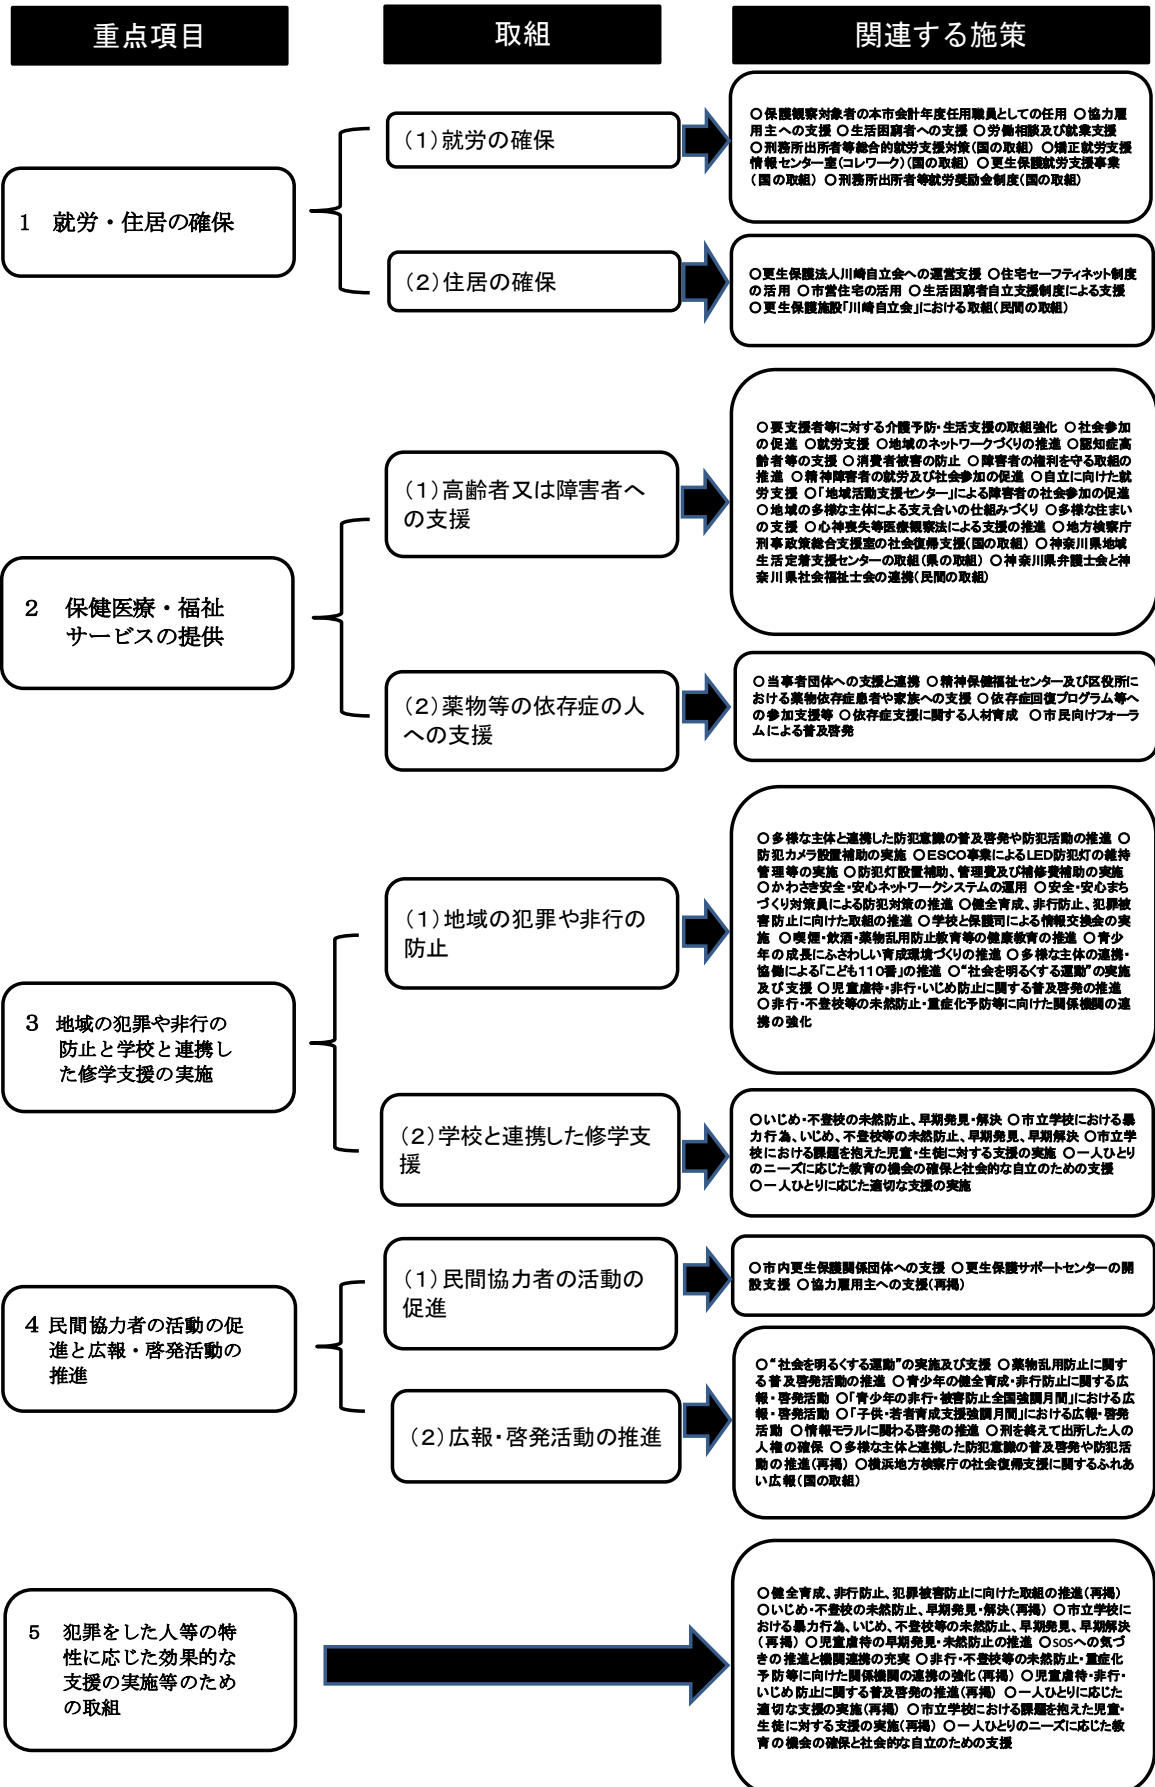 重点項目
取組
関連する施策
1　就労・住居の確保
（1）就労の確保
○保護観察対象者の本市会計年度任用職員としての任用 ○協力雇
用主への支援 ○生活困窮者への支援 ○労働相談及び就業支援
○刑務所出所者等総合的就労支援対策（国の取組） ○矯正就労支援
情報センター室（コレワーク）（国の取組） ○更生保護就労支援事業
（国の取組） ○刑務所出所者等就労奨励金制度（国の取組）
（2）住居の確保
○更生保護法人川崎自立会への運営支援 ○住宅セーフティネット制度
の活用 ○市営住宅の活用 ○生活困窮者自立支援制度による支援
○更生保護施設「川崎自立会」における取組（民間の取組）
2　保健医療・福祉
サービスの提供
（1）高齢者又は障害者へ
の支援
○要支援者等に対する介護予防・生活支援の取組強化 ○社会参加
の促進 ○就労支援 ○地域のネットワークづくりの推進 ○認知症高
齢者等の支援 ○消費者被害の防止 ○障害者の権利を守る取組の
推進 ○精神障害者の就労及び社会参加の促進 ○自立に向けた就
労支援 ○「地域活動支援センター」による障害者の社会参加の促進
○地域の多様な主体による支え合いの仕組みづくり ○多様な住まい
の支援 ○心神喪失等医療観察法による支援の推進 ○地方検察庁
刑事政策総合支援室の社会復帰支援（国の取組） ○神奈川県地域
生活定着支援センターの取組（県の取組） ○神奈川県弁護士会と神
奈川県社会福祉士会の連携（民間の取組）
（2）薬物等の依存症の人
への支援
○当事者団体への支援と連携 ○精神保健福祉センター及び区役所に
おける薬物依存症患者や家族への支援 ○依存症回復プログラム等へ
の参加支援等 ○依存症支援に関する人材育成 ○市民向けフォーラ
ムによる普及啓発
3　地域の犯罪や非行の
防止と学校と連携し
た修学支援の実施
（1）地域の犯罪や非行の
防止
○多様な主体と連携した防犯意識の普及啓発や防犯活動の推進 ○
防犯カメラ設置補助の実施 ○ESCO事業によるLED防犯灯の維持
管理等の実施 ○防犯灯設置補助、管理費及び補修費補助の実施
○かわさき安全・安心ネットワークシステムの運用 ○安全・安心まち
づくり対策員による防犯対策の推進 ○健全育成、非行防止、犯罪被
害防止に向けた取組の推進 ○学校と保護司による情報交換会の実
施 ○喫煙・飲酒・薬物乱用防止教育等の健康教育の推進 ○青少
年の成長にふさわしい育成環境づくりの推進 ○多様な主体の連携・
協働による「こども110番」の推進 ○“社会を明るくする運動”の実施
及び支援 ○児童虐待・非行・いじめ防止に関する普及啓発の推進
○非行・不登校等の未然防止・重症化予防等に向けた関係機関の連
携の強化
（2）学校と連携した修学支
援
○いじめ・不登校の未然防止、早期発見・解決 ○市立学校における暴
力行為、いじめ、不登校等の未然防止、早期発見、早期解決 ○市立学
校における課題を抱えた児童・生徒に対する支援の実施 ○一人ひとり
のニーズに応じた教育の機会の確保と社会的な自立のための支援
○一人ひとりに応じた適切な支援の実施
4 民間協力者の活動の促
進と広報・啓発活動の
推進
（1）民間協力者の活動の
促進
○市内更生保護関係団体への支援 ○更生保護サポートセンターの開
設支援 ○協力雇用主への支援（再掲）
（2）広報・啓発活動の推進
○“社会を明るくする運動”の実施及び支援 ○薬物乱用防止に関す
る普及啓発活動の推進 ○青少年の健全育成・非行防止に関する広
報・啓発活動 ○「青少年の非行・被害防止全国強調月間」における広
報・啓発活動 ○「子供・若者育成支援強調月間」における広報・啓発
活動 ○情報モラルに関わる啓発の推進 ○刑を終えて出所した人の
人権の確保 ○多様な主体と連携した防犯意識の普及啓発や防犯活
動の推進（再掲） ○横浜地方検察庁の社会復帰支援に関するふれあ
い広報（国の取組）
5　犯罪をした人等の特
性に応じた効果的な
支援の実施等のため
の取組
○健全育成、非行防止、犯罪被害防止に向けた取組の推進（再掲）
○いじめ・不登校の未然防止、早期発見・解決（再掲） ○市立学校に
おける暴力行為、いじめ、不登校等の未然防止、早期発見、早期解決
（再掲） ○児童虐待の早期発見・未然防止の推進 ○SOSへの気づ
きの推進と機関連携の充実 ○非行・不登校等の未然防止・重症化
予防等に向けた関係機関の連携の強化（再掲） ○児童虐待・非行・
いじめ防止に関する普及啓発の推進（再掲） ○一人ひとりに応じた
適切な支援の実施（再掲） ○市立学校における課題を抱えた児童・
生徒に対する支援の実施（再掲） ○一人ひとりのニーズに応じた教
育の機会の確保と社会的な自立のための支援